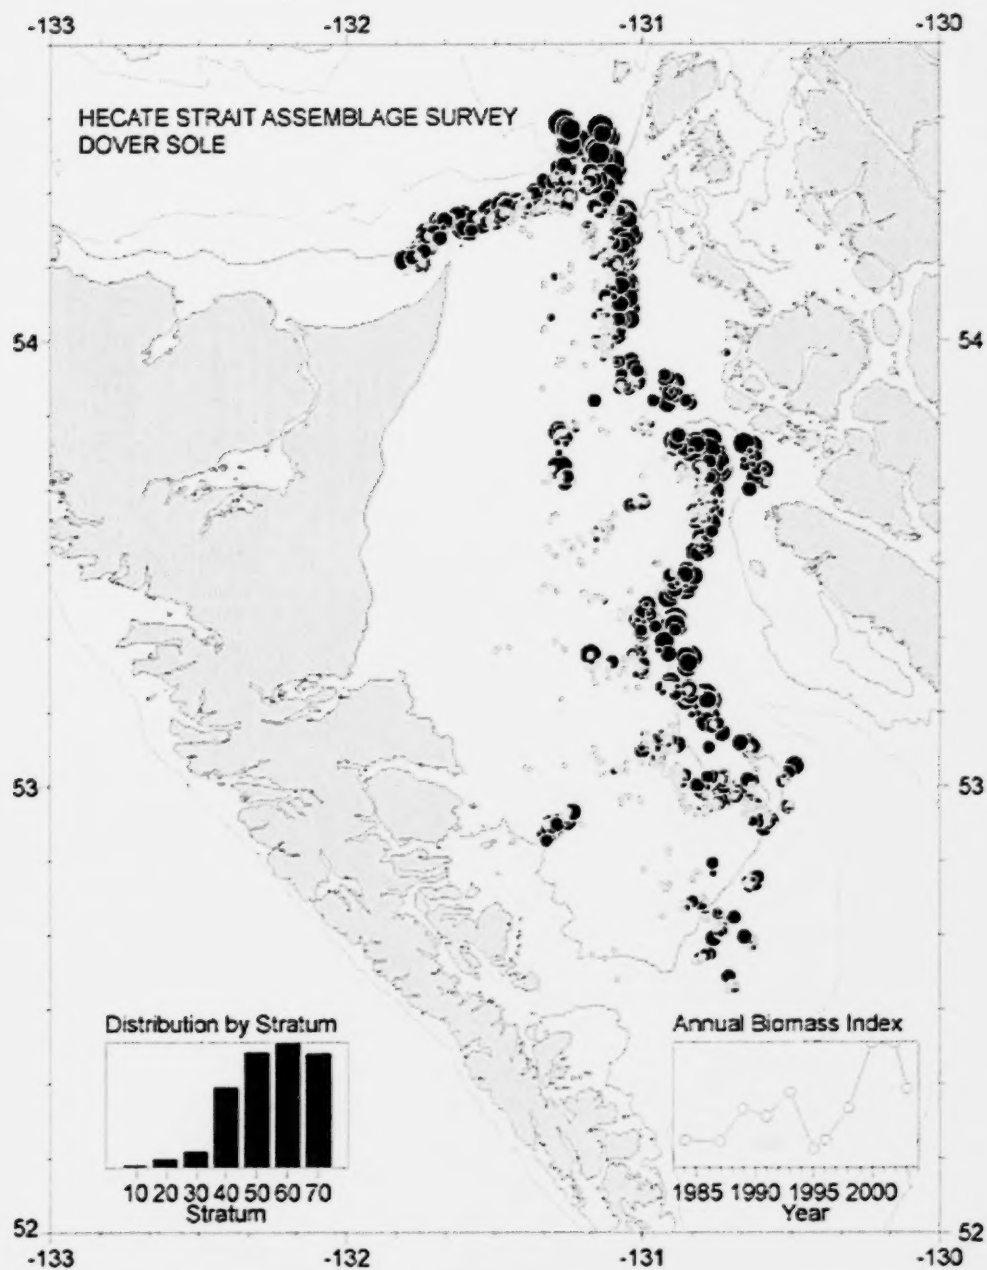 -133 -132 -131 -130
HECATE STRAIT ASSEMBLAGE SURVEY
DOVER SOLE
54 54
53 53
Distribution by Stratum
10 20 30 40 50 60 70
Stratum
Annual Biomass Index
1985 1990 1995 2000
Year
52 52
-133 -132 -131 -130